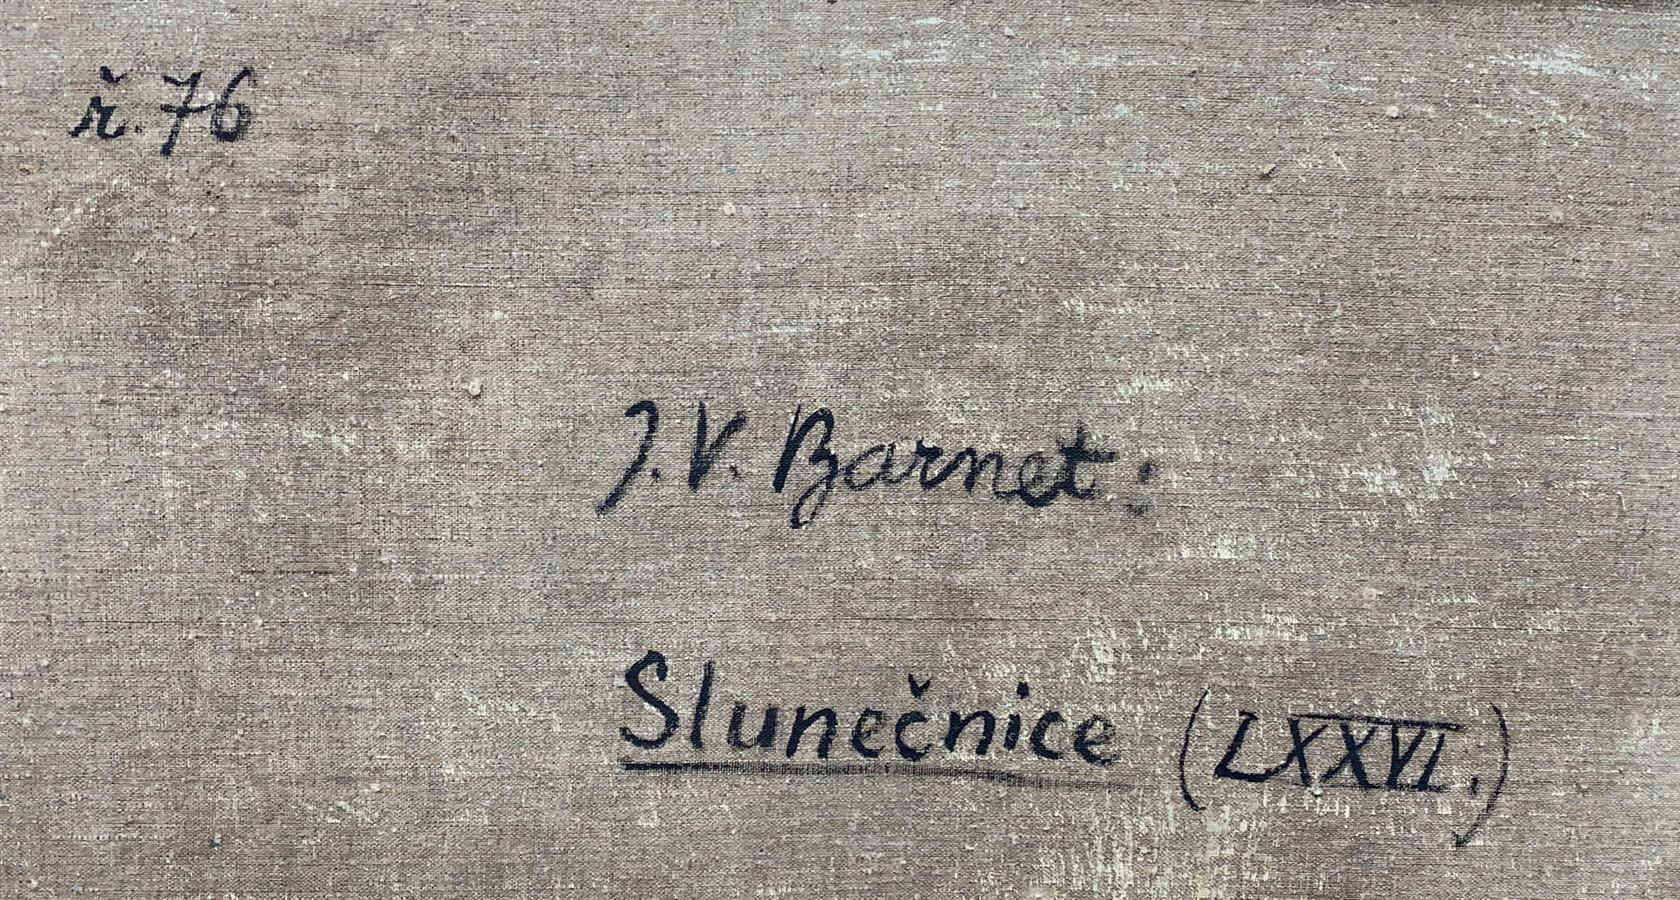 ř. 76
J. V. Barnet:
Slunečnice (LXXVI.)